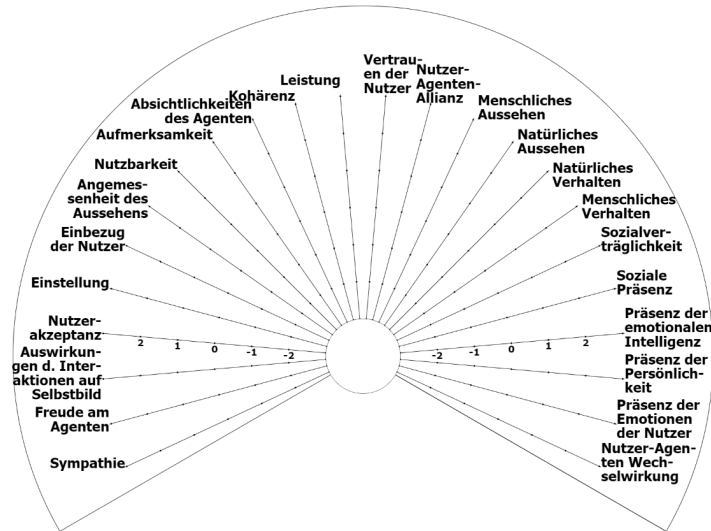 Vertrau-
en der
Nutzer
Nutzer-
Agenten-
Allianz
Leistung
Kohärenz
Absichtlichkeiten
des Agenten
Menschliches
Aussehen
Aufmerksamkeit
Natürliches
Aussehen
Nutzbarkeit
Natürliches
Verhalten
Angemes-
senheit des
Aussehens
Menschliches
Verhalten
Einbezug
der Nutzer
Sozialver-
träglichkeit
Einstellung
Soziale
Präsenz
Nutzer-
akzeptanz
2 1 0 -1 -2
-2 -1 0 1 2
Präsenz der
emotionalen
Intelligenz
Auswirkun-
gen d. Inter-
aktionen auf
Selbstbild
Präsenz der
Persönlich-
keit
Freude am
Agenten
Präsenz der
Emotionen
der Nutzer
Sympathie
Nutzer-Agen-
ten Wech-
selwirkung